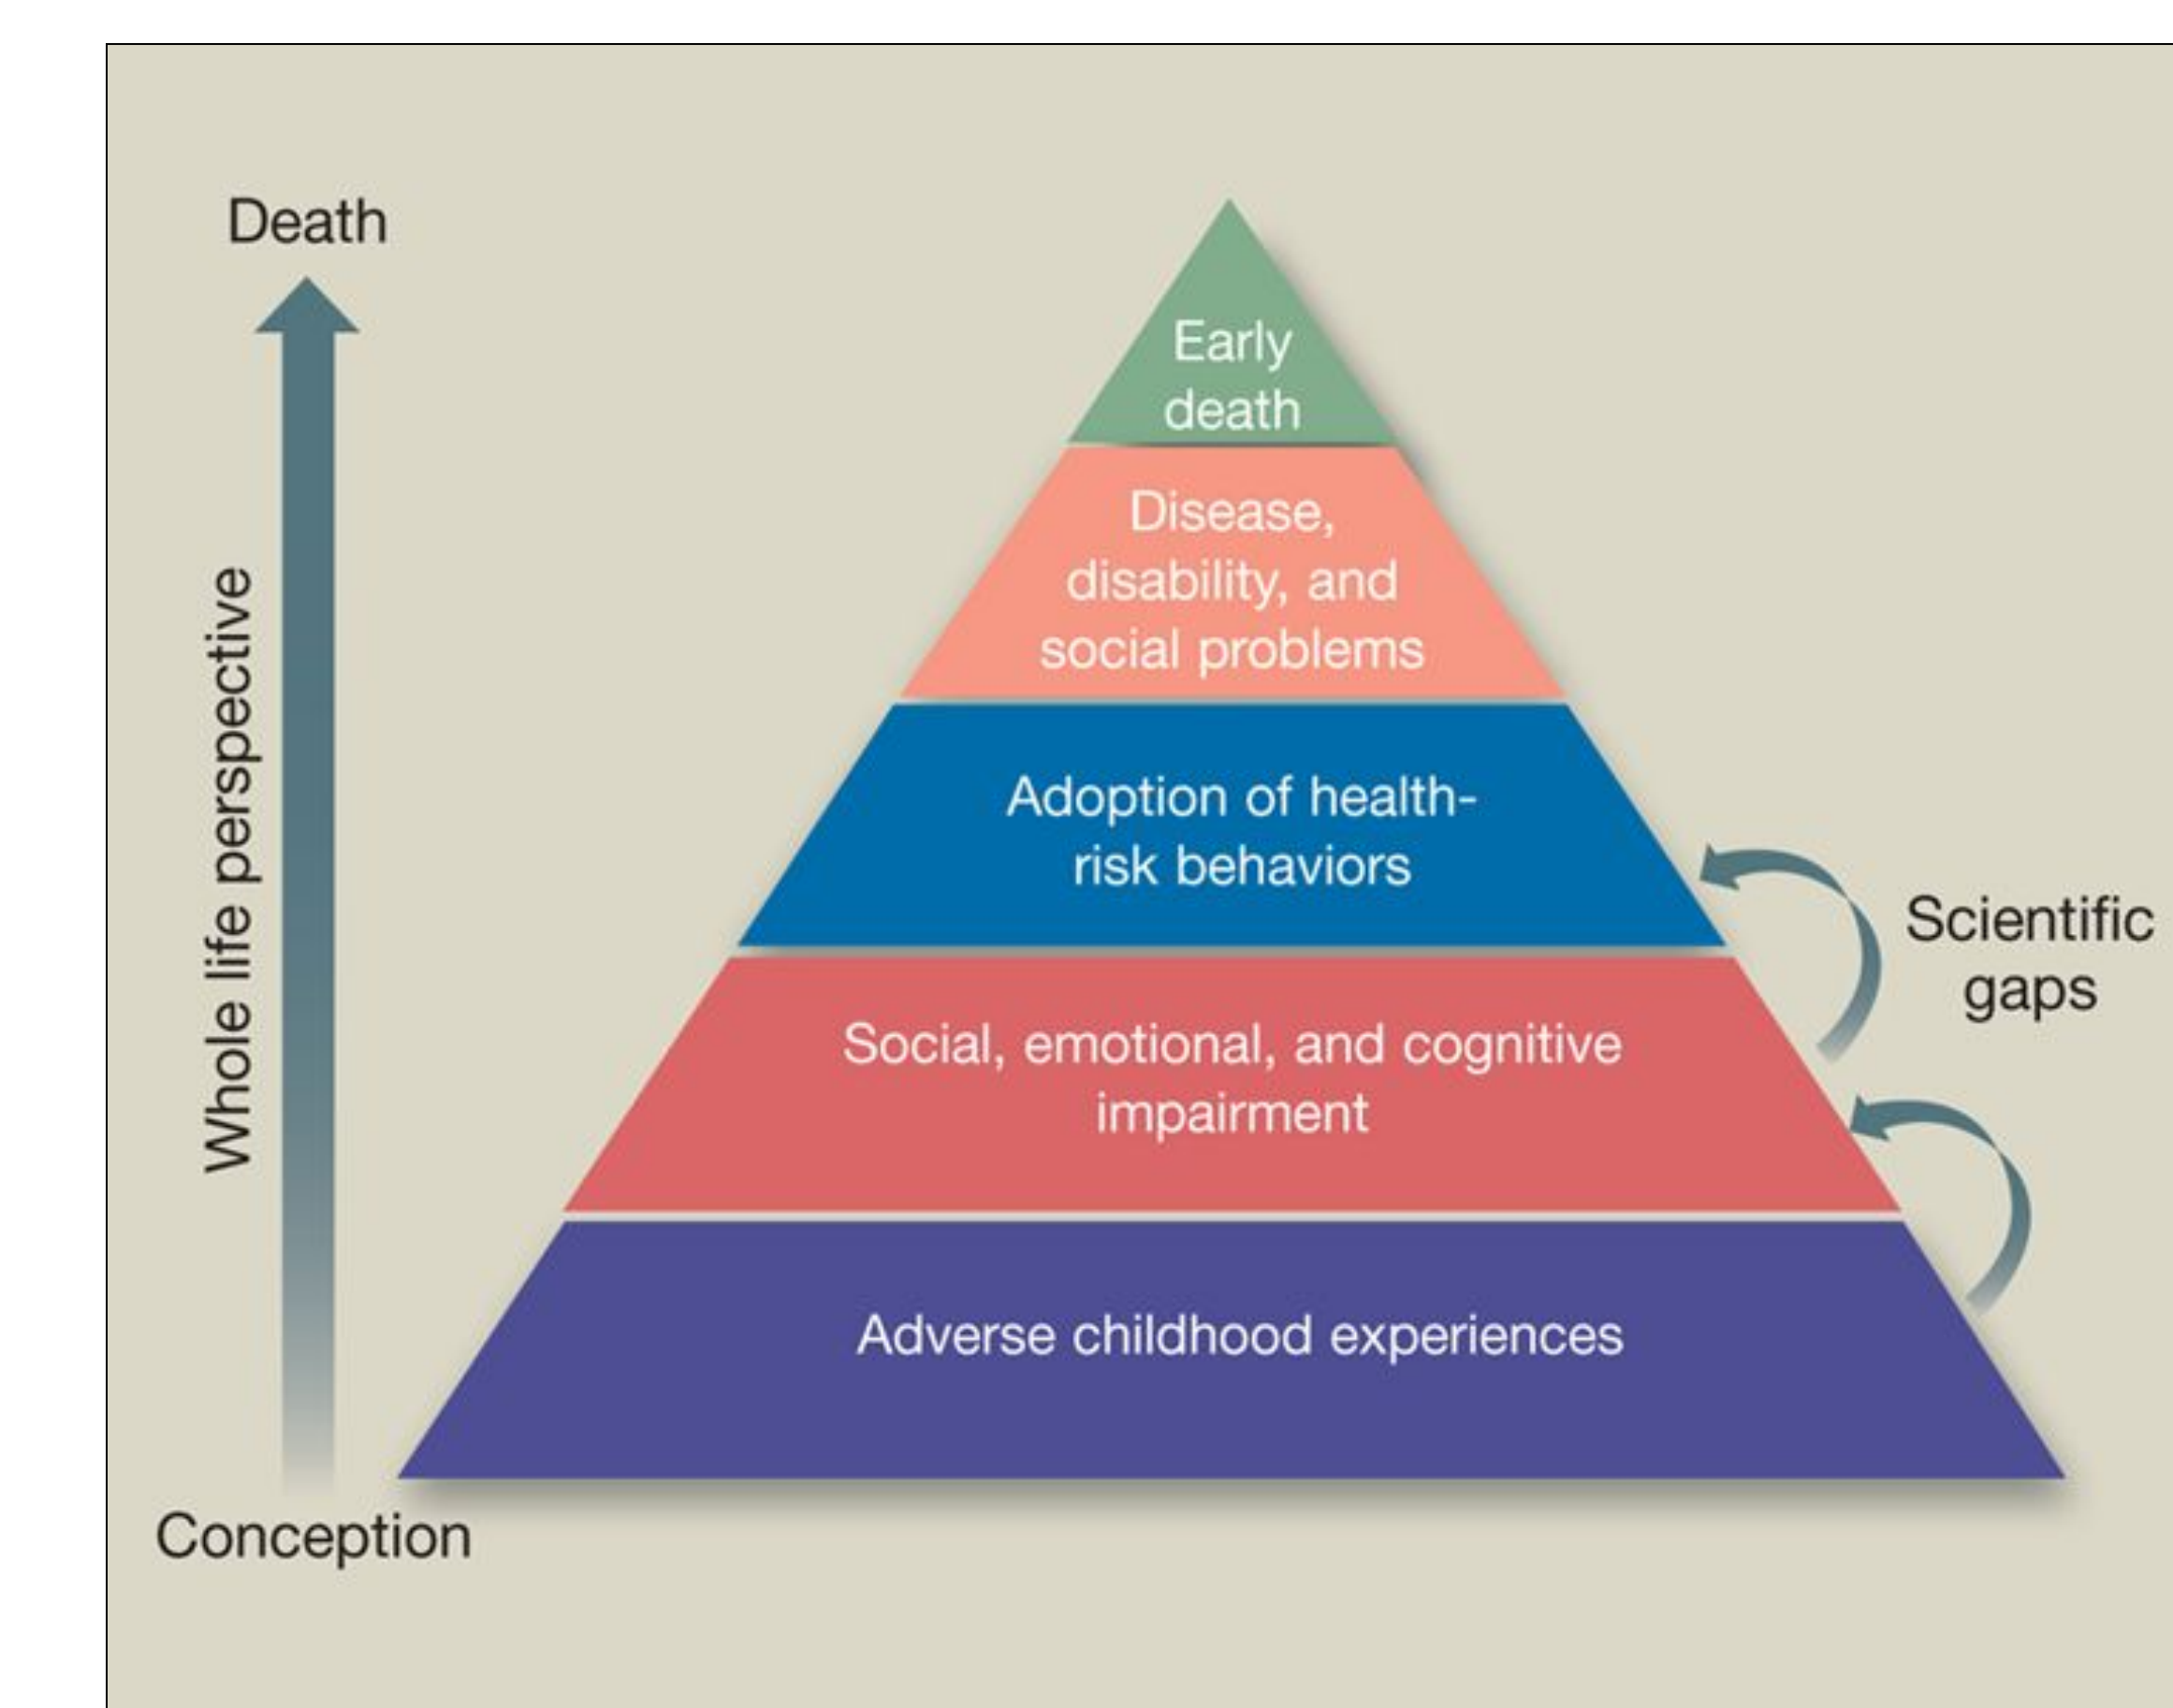 Death
Early
death
Disease,
disability, and
social problems
Whole life perspective
Adoption of health-
risk behaviors
Scientific
gaps
Social, emotional, and cognitive
impairment
Adverse childhood experiences
Conception